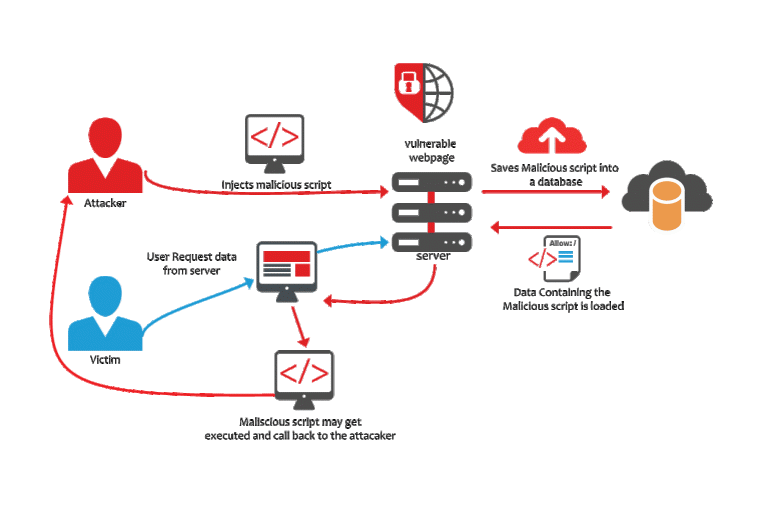 vulnerable
webpage
</>
Injects malicious script
Attacker
Saves Malicious script into
a database
server
User Request data
from server
Allow: /
</>
Data Containing the
Malicious script is loaded
Victim
</>
Maliscious script may get
executed and call back to the attacaker